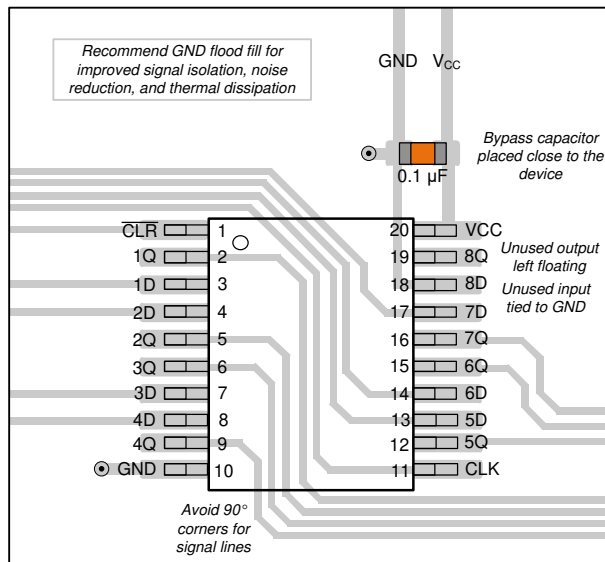 Recommend GND flood fill for
improved signal isolation, noise
reduction, and thermal dissipation
GND VCC
Bypass capacitor
placed close to the
device
0.1 µF
CLR 1 20 VCC
1Q 2 19 8Q
Unused output
left floating
1D 3 18 8D
Unused input
tied to GND
2D 4 17 7D
2Q 5 16 7Q
3Q 6 15 6Q
3D 7 14 6D
4D 8 13 5D
4Q 9 12 5Q
GND 10 11 CLK
Avoid 90°
corners for
signal lines